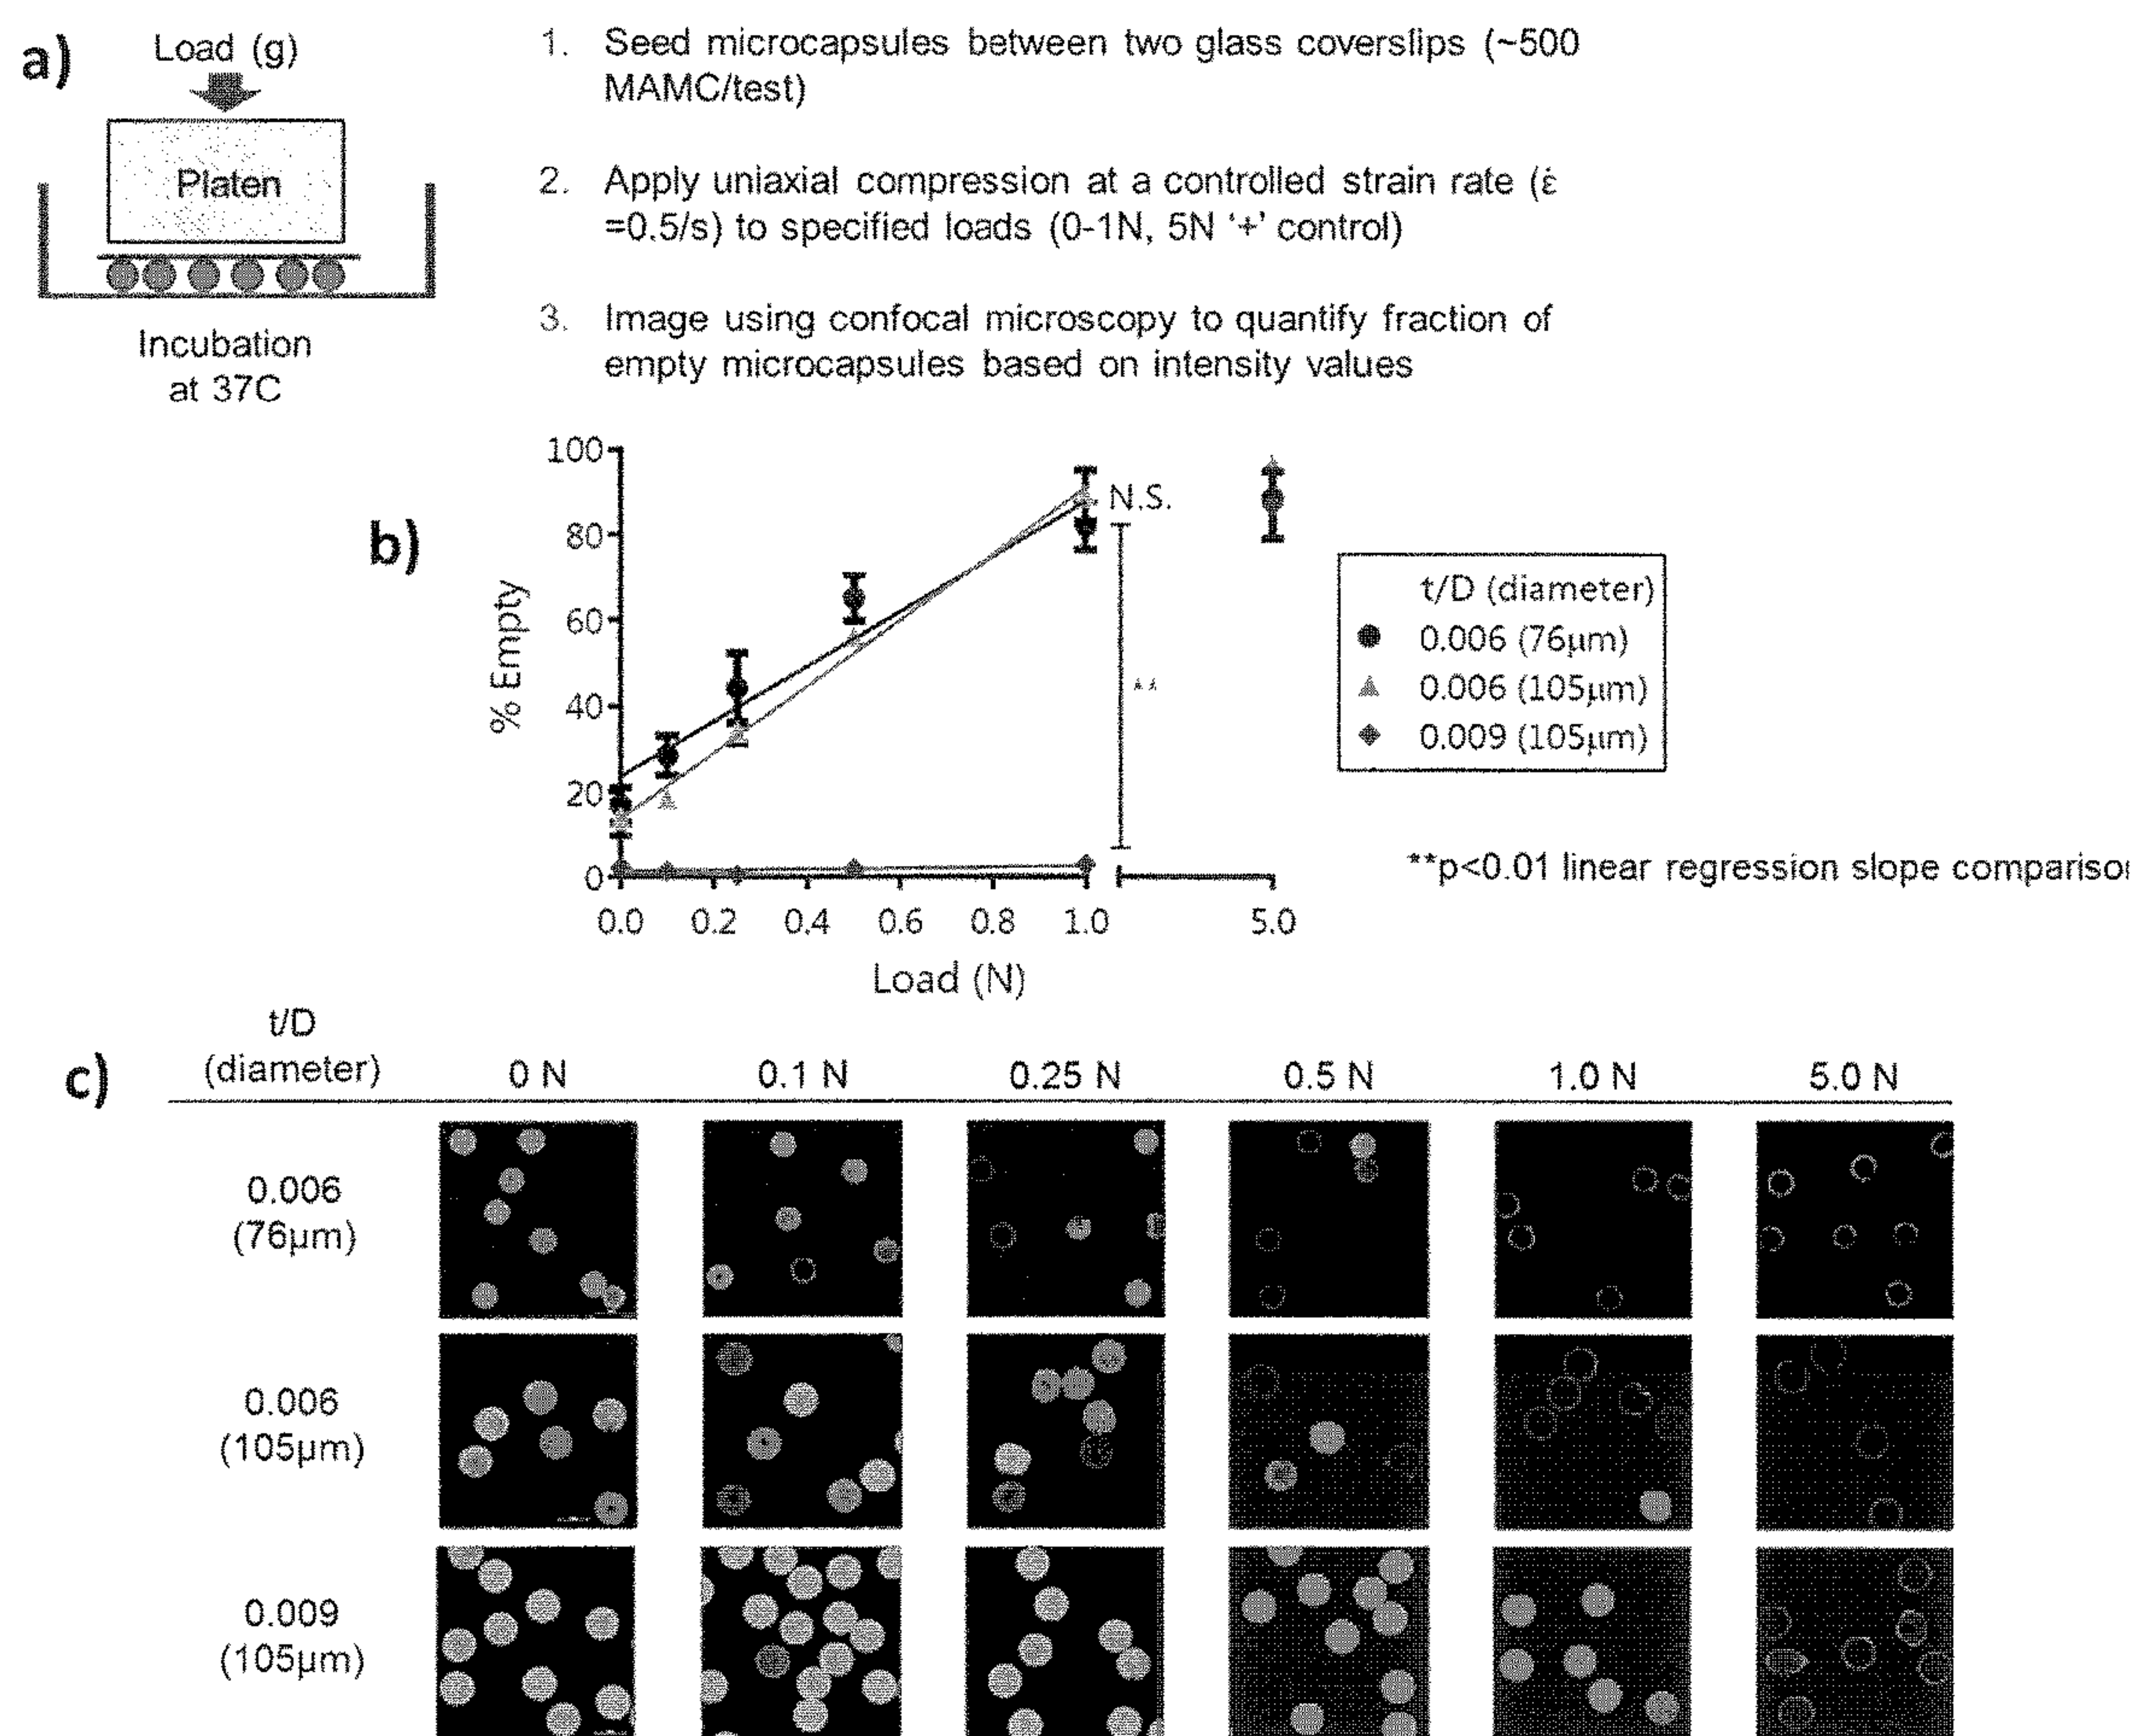 a)
Load (g)
Platen
Incubation
at 37C
1. Seed microcapsules between two glass coverslips (~500
MAMC/test)
2. Apply uniaxial compression at a controlled strain rate (ε̇
=0.5/s) to specified loads (0-1N, 5N ‘+’ control)
3. Image using confocal microscopy to quantify fraction of
empty microcapsules based on intensity values
b)
% Empty
100
80
60
40
20
0
0.0 0.2 0.4 0.6 0.8 1.0 5.0
Load (N)
N.S.
**
t/D (diameter)
0.006 (76µm)
0.006 (105µm)
0.009 (105µm)
**p<0.01 linear regression slope comparisor
c)
t/D
(diameter) 0 N 0.1 N 0.25 N 0.5 N 1.0 N 5.0 N
0.006
(76µm)
0.006
(105µm)
0.009
(105µm)